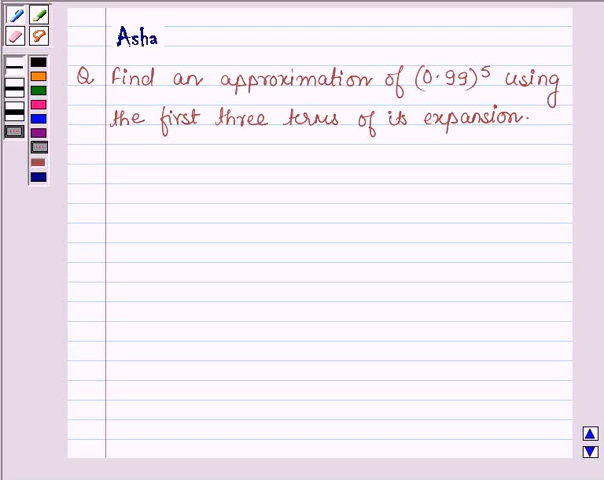 Asha
Q Find an approximation of (0.99)⁵ using
the first three terms of its expansion.